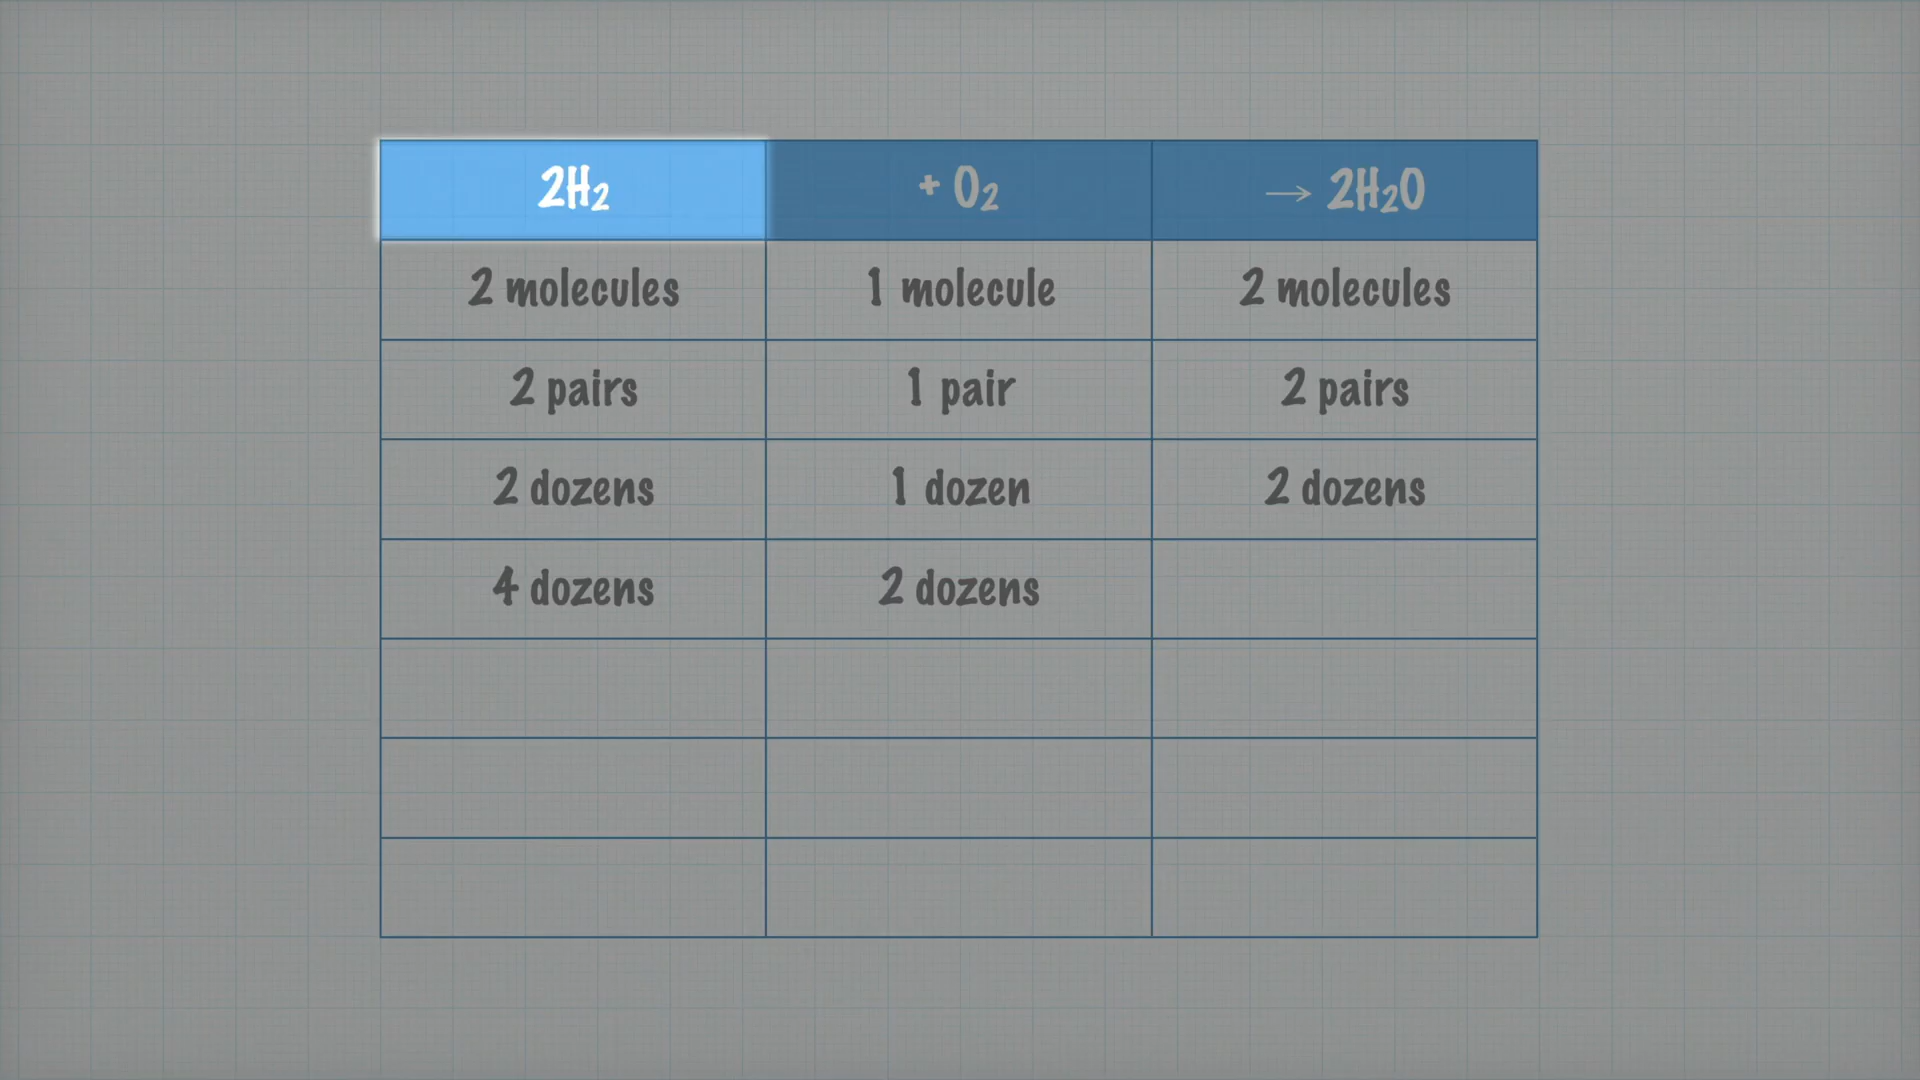 2H₂ + O₂ → 2H₂O
2 molecules 1 molecule 2 molecules
2 pairs 1 pair 2 pairs
2 dozens 1 dozen 2 dozens
4 dozens 2 dozens